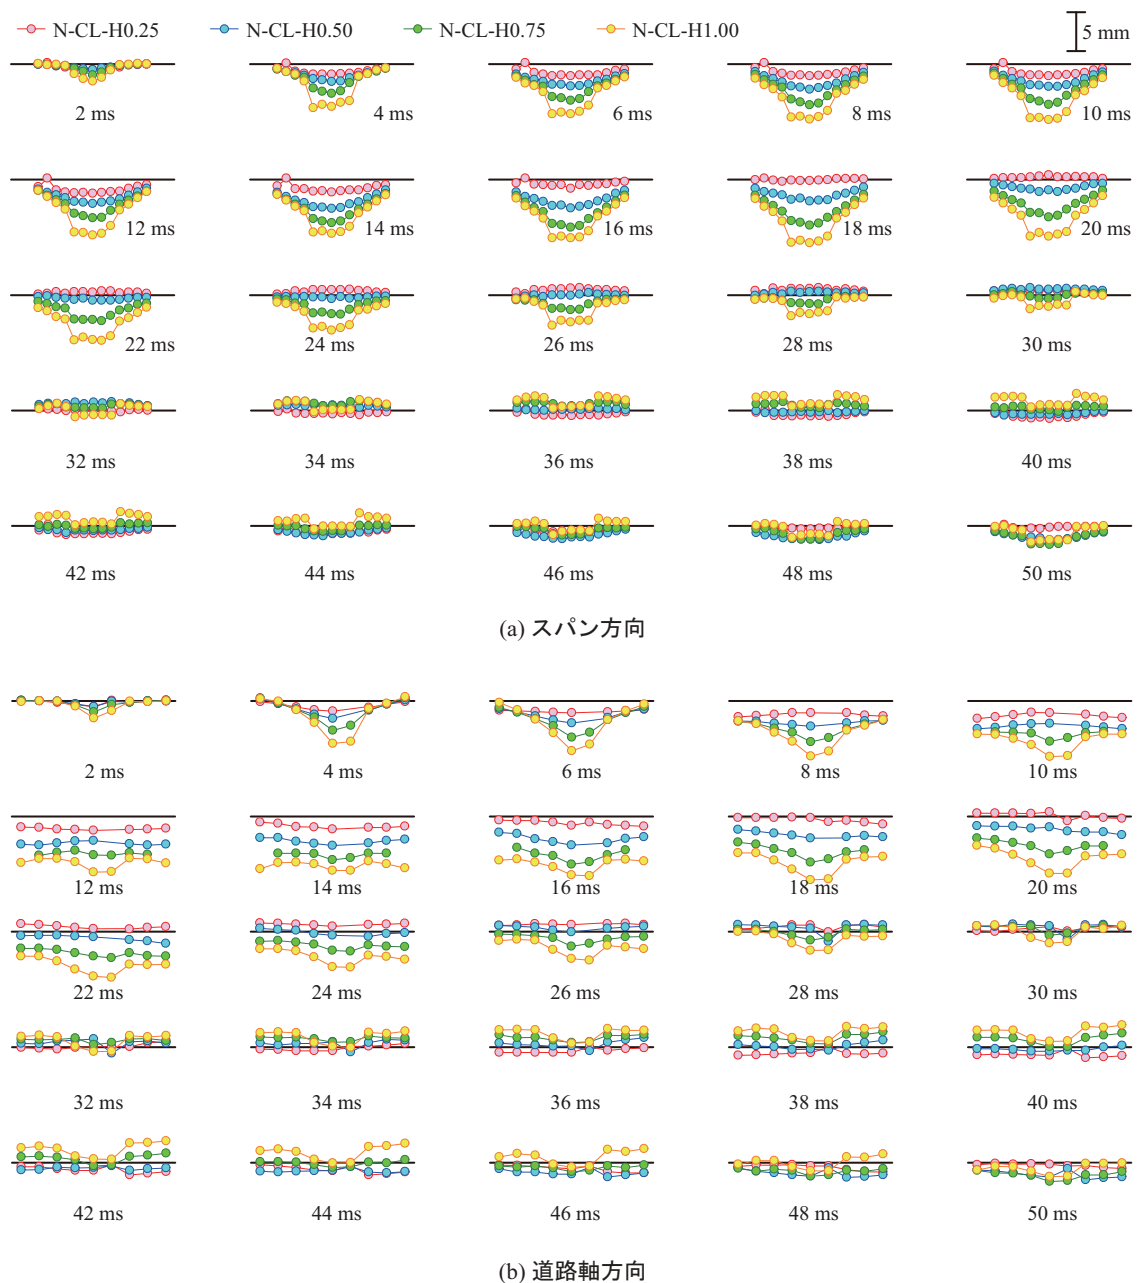 N-CL-H0.25 N-CL-H0.50 N-CL-H0.75 N-CL-H1.00 5 mm
2 ms 4 ms 6 ms 8 ms 10 ms
12 ms 14 ms 16 ms 18 ms 20 ms
22 ms 24 ms 26 ms 28 ms 30 ms
32 ms 34 ms 36 ms 38 ms 40 ms
42 ms 44 ms 46 ms 48 ms 50 ms
(a) スパン方向
2 ms 4 ms 6 ms 8 ms 10 ms
12 ms 14 ms 16 ms 18 ms 20 ms
22 ms 24 ms 26 ms 28 ms 30 ms
32 ms 34 ms 36 ms 38 ms 40 ms
42 ms 44 ms 46 ms 48 ms 50 ms
(b) 道路軸方向